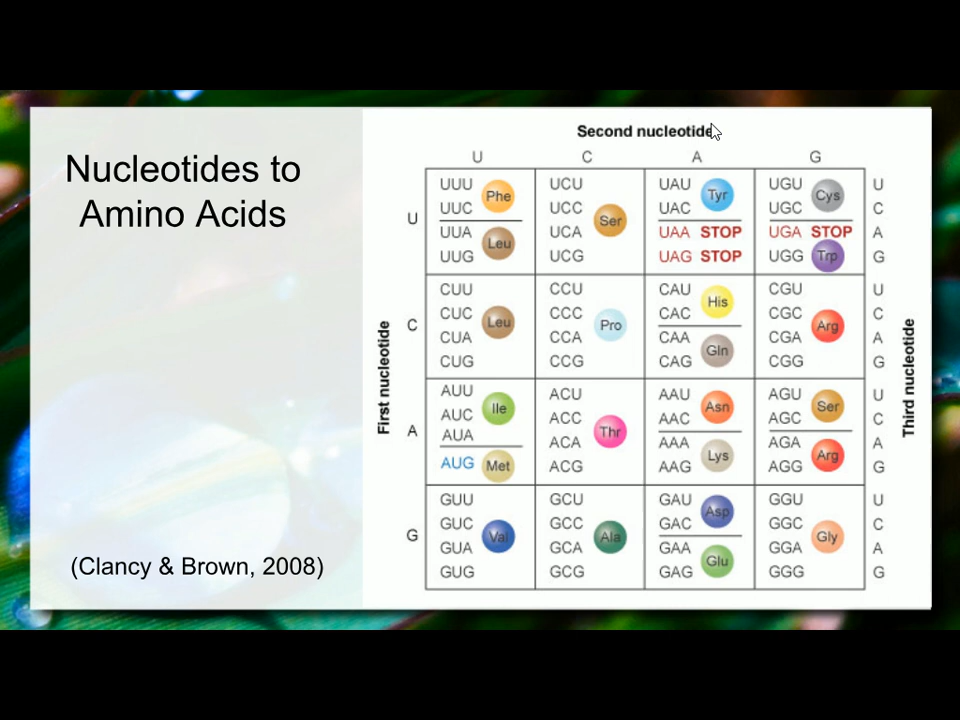 Nucleotides to
Amino Acids
(Clancy & Brown, 2008)
Second nucleotide
U C A G
First nucleotide
Third nucleotide
U
UUU
UUC
Phe
UUA
UUG
Leu
UCU
UCC
UCA
UCG
Ser
UAU
UAC
Tyr
UAA STOP
UAG STOP
UGU
UGC
Cys
UGA STOP
UGG Trp
U
C
A
G
C
CUU
CUC
CUA
CUG
Leu
CCU
CCC
CCA
CCG
Pro
CAU
CAC
His
CAA
CAG
Gln
CGU
CGC
CGA
CGG
Arg
U
C
A
G
A
AUU
AUC
AUA
Ile
AUG Met
ACU
ACC
ACA
ACG
Thr
AAU
AAC
Asn
AAA
AAG
Lys
AGU
AGC
Ser
AGA
AGG
Arg
U
C
A
G
G
GUU
GUC
GUA
GUG
Val
GCU
GCC
GCA
GCG
Ala
GAU
GAC
Asp
GAA
GAG
Glu
GGU
GGC
GGA
GGG
Gly
U
C
A
G